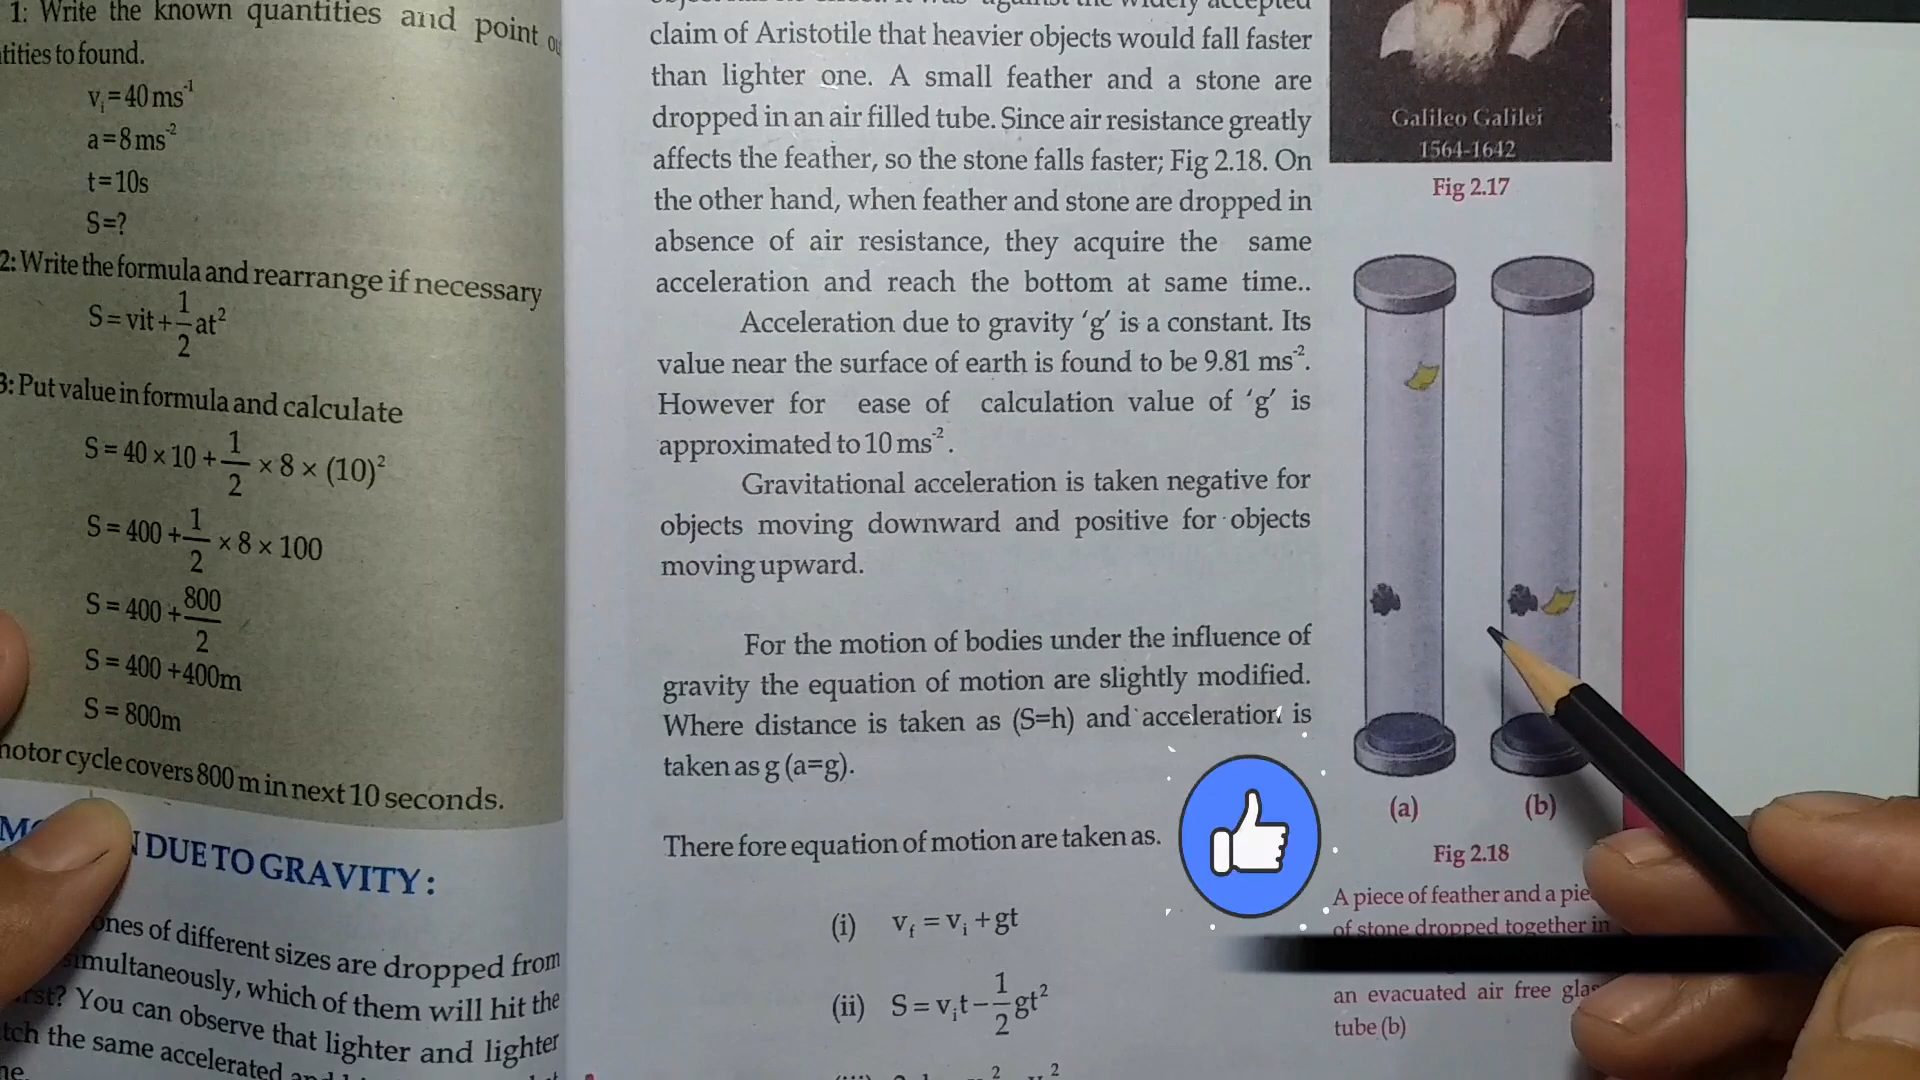 1: Write the known quantities and point
tities to found.
vᵢ=40 ms⁻¹
a=8 ms⁻²
t=10s
S=?
2: Write the formula and rearrange if necessary
S = vit + 1/2 at²
3: Put value in formula and calculate
S = 40 × 10 + 1/2 × 8 × (10)²
S = 400 + 1/2 × 8 × 100
S = 400 + 800/2
S = 400 +400m
S = 800m
motor cycle covers 800 m in next 10 seconds.
DUE TO GRAVITY :
ones of different sizes are dropped from
simultaneously, which of them will hit the
You can observe that lighter and lighter
the same accelerated
claim of Aristotile that heavier objects would fall faster
than lighter one. A small feather and a stone are
dropped in an air filled tube. Since air resistance greatly
affects the feather, so the stone falls faster; Fig 2.18. On
the other hand, when feather and stone are dropped in
absence of air resistance, they acquire the same
acceleration and reach the bottom at same time..
Acceleration due to gravity ‘g’ is a constant. Its
value near the surface of earth is found to be 9.81 ms⁻².
However for ease of calculation value of ‘g’ is
approximated to 10 ms⁻².
Gravitational acceleration is taken negative for
objects moving downward and positive for objects
moving upward.
For the motion of bodies under the influence of
gravity the equation of motion are slightly modified.
Where distance is taken as (S=h) and acceleration is
taken as g (a=g).
There fore equation of motion are taken as.
(i) v_f = vᵢ + gt
(ii) S = vᵢt − 1/2 gt²
Galileo Galilei
1564-1642
Fig 2.17
(a) (b)
Fig 2.18
A piece of feather and a
of stone dropped together in
an evacuated air free
tube (b)